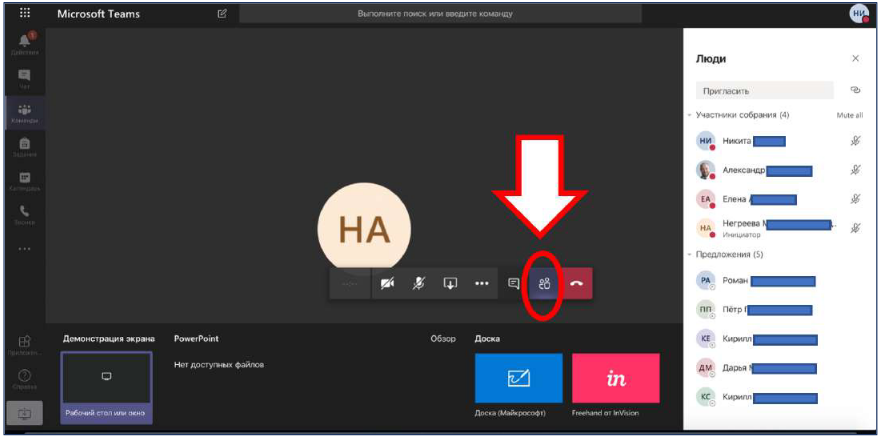 Microsoft Teams
Выполните поиск или введите команду
НИ
1
Действия
Чат
Команды
Задания
Календарь
Звонки
Справка
Люди
Пригласить
Участники собрания (4)
Mute all
НИ Никита
Александр
ЕА Елена
НА Негреева
Инициатор
Предложения (5)
РА Роман
ПП Пётр
КЕ Кирилл
ДМ Дарья
КС Кирилл
НА
Демонстрация экрана
PowerPoint
Обзор
Доска
Нет доступных файлов
in
Рабочий стол или окно
Доска (Майкрософт)
Freehand от InVision